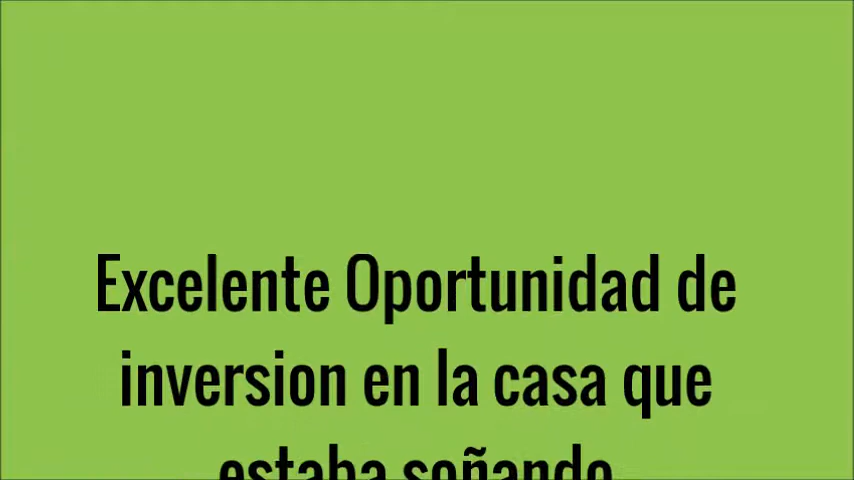 Excelente Oportunidad de
inversion en la casa que
estaba soñando